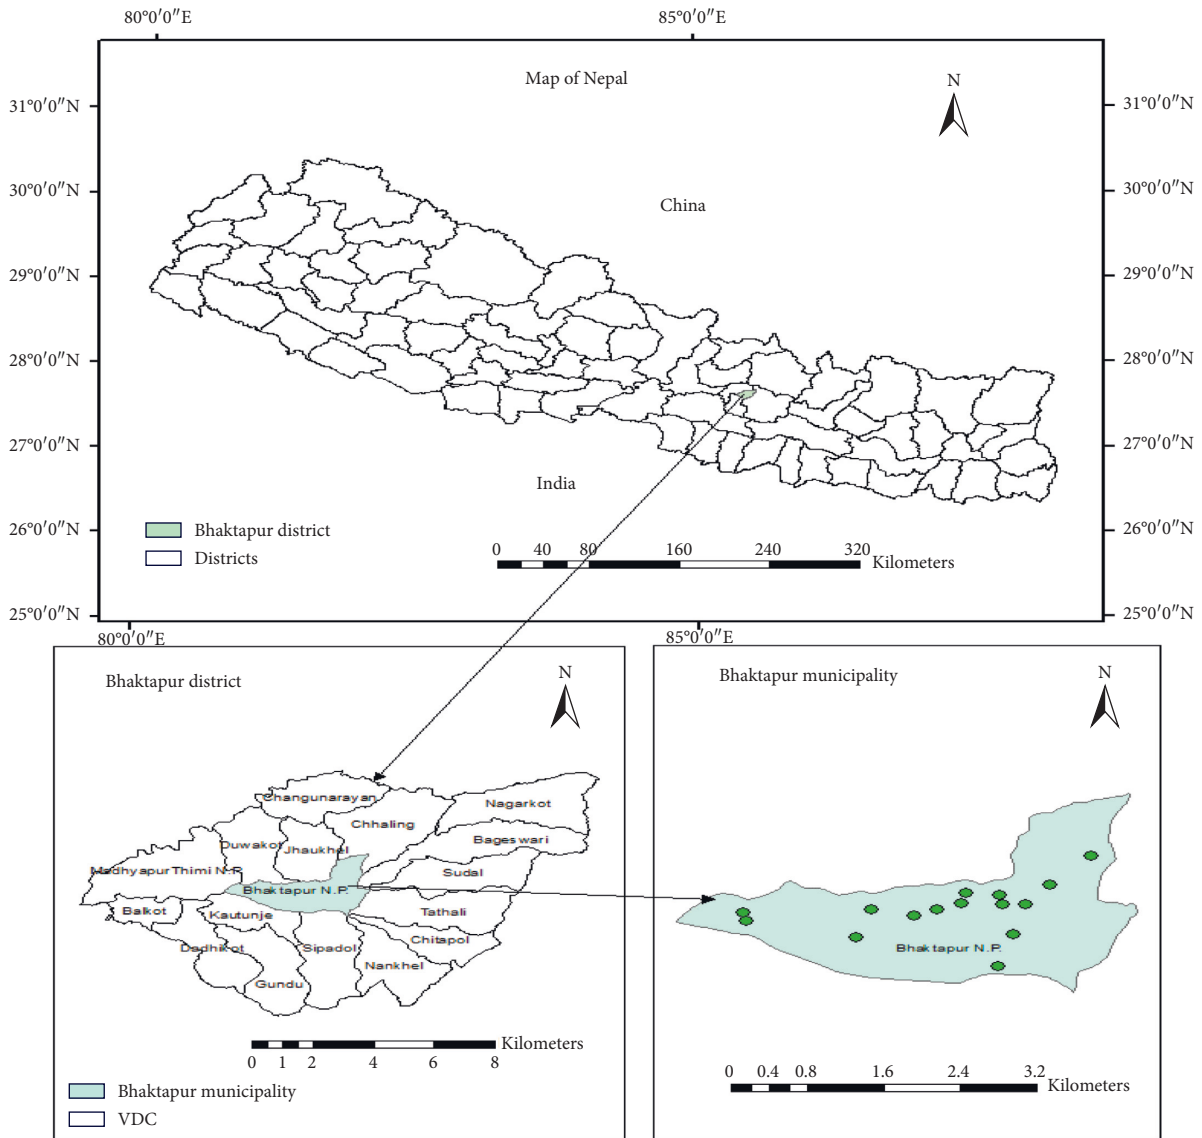 80°0′0″E 85°0′0″E
Map of Nepal
N
31°0′0″N 31°0′0″N
30°0′0″N 30°0′0″N
China
29°0′0″N 29°0′0″N
28°0′0″N 28°0′0″N
27°0′0″N 27°0′0″N
India
26°0′0″N 26°0′0″N
Bhaktapur district
Districts
0 40 80 160 240 320
Kilometers
25°0′0″N 25°0′0″N
80°0′0″E 85°0′0″E
Bhaktapur district
N
Changunarayan
Nagarkot
Chhaling
Bageswari
Duwakot
Jhaukhel
Madhyapur Thimi N.P.
Sudal
Bhaktapur N.P.
Balkot
Kautunje
Tathali
Dadhikot
Sipadol
Chitapol
Nankhel
Gundu
Kilometers
0 1 2 4 6 8
Bhaktapur municipality
VDC
Bhaktapur municipality
N
Bhaktapur N.P.
0 0.4 0.8 1.6 2.4 3.2
Kilometers